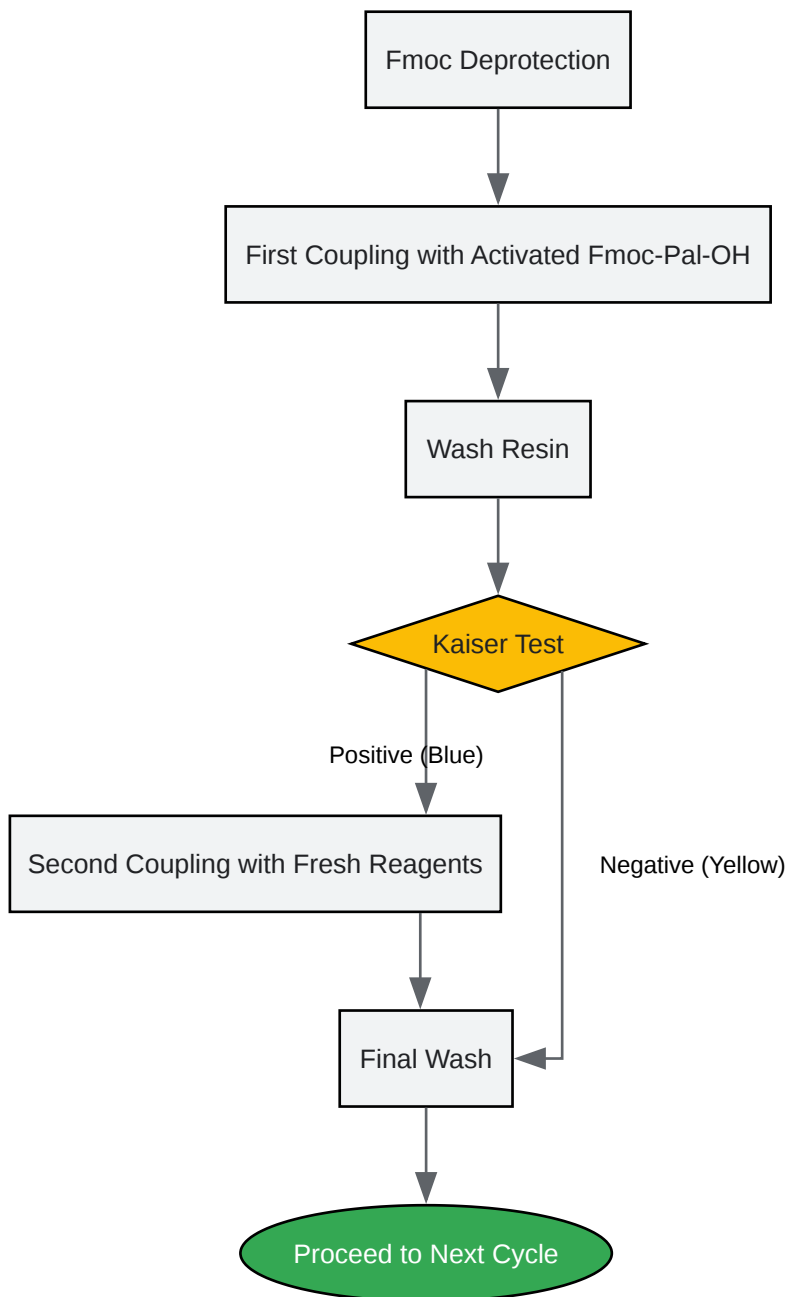 Fmoc Deprotection
First Coupling with Activated Fmoc-Pal-OH
Wash Resin
Kaiser Test
Positive (Blue)
Second Coupling with Fresh Reagents
Negative (Yellow)
Final Wash
Proceed to Next Cycle